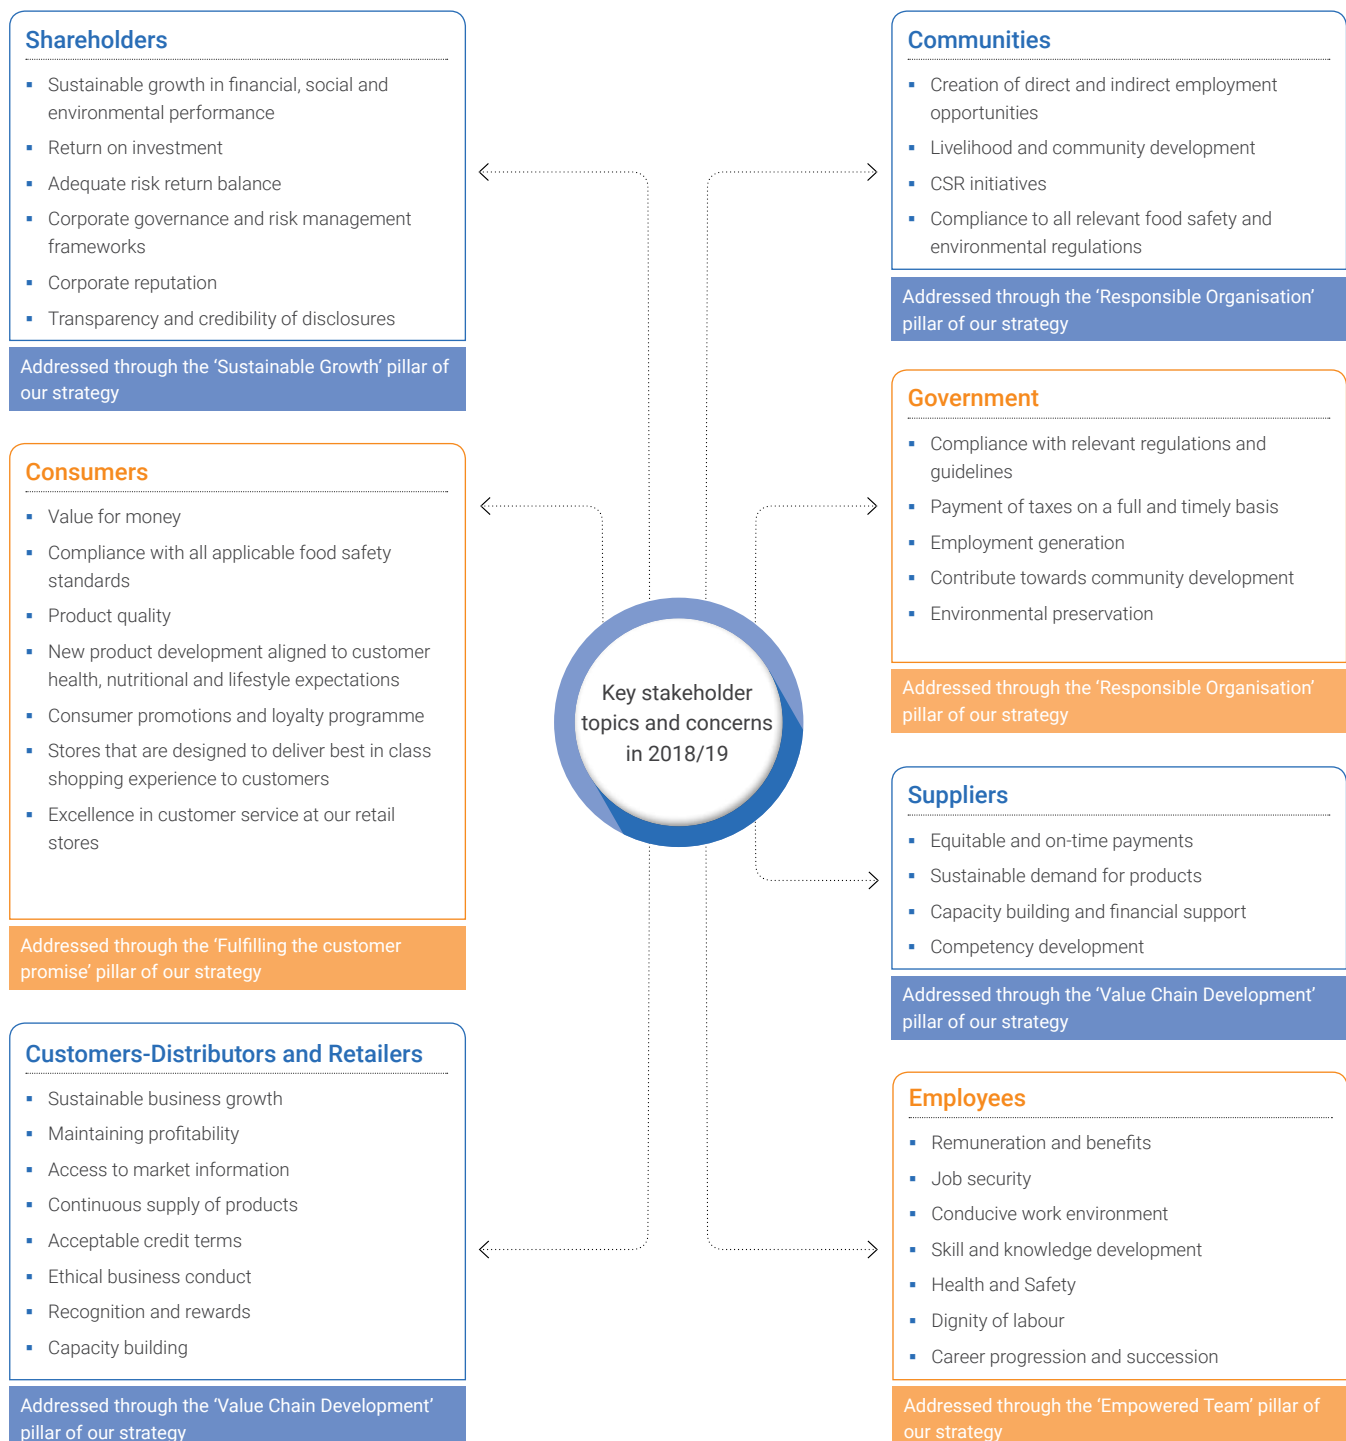 Shareholders
▪ Sustainable growth in financial, social and
environmental performance
▪ Return on investment
▪ Adequate risk return balance
▪ Corporate governance and risk management
frameworks
▪ Corporate reputation
▪ Transparency and credibility of disclosures
Addressed through the ‘Sustainable Growth’ pillar of
our strategy
Consumers
▪ Value for money
▪ Compliance with all applicable food safety
standards
▪ Product quality
▪ New product development aligned to customer
health, nutritional and lifestyle expectations
▪ Consumer promotions and loyalty programme
▪ Stores that are designed to deliver best in class
shopping experience to customers
▪ Excellence in customer service at our retail
stores
Addressed through the ‘Fulfilling the customer
promise’ pillar of our strategy
Customers-Distributors and Retailers
▪ Sustainable business growth
▪ Maintaining profitability
▪ Access to market information
▪ Continuous supply of products
▪ Acceptable credit terms
▪ Ethical business conduct
▪ Recognition and rewards
▪ Capacity building
Addressed through the ‘Value Chain Development’
pillar of our strategy
Key stakeholder
topics and concerns
in 2018/19
Communities
▪ Creation of direct and indirect employment
opportunities
▪ Livelihood and community development
▪ CSR initiatives
▪ Compliance to all relevant food safety and
environmental regulations
Addressed through the ‘Responsible Organisation’
pillar of our strategy
Government
▪ Compliance with relevant regulations and
guidelines
▪ Payment of taxes on a full and timely basis
▪ Employment generation
▪ Contribute towards community development
▪ Environmental preservation
Addressed through the ‘Responsible Organisation’
pillar of our strategy
Suppliers
▪ Equitable and on-time payments
▪ Sustainable demand for products
▪ Capacity building and financial support
▪ Competency development
Addressed through the ‘Value Chain Development’
pillar of our strategy
Employees
▪ Remuneration and benefits
▪ Job security
▪ Conducive work environment
▪ Skill and knowledge development
▪ Health and Safety
▪ Dignity of labour
▪ Career progression and succession
Addressed through the ‘Empowered Team’ pillar of
our strategy